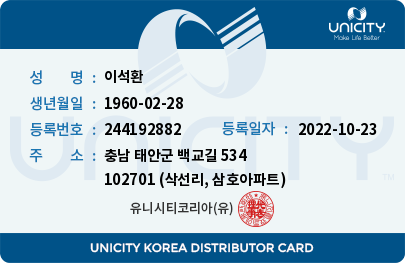 UNICITY
Make Life Better
성 명 : 이석환
생년월일 : 1960-02-28
등록번호 : 244192882 등록일자 : 2022-10-23
주 소 : 충남 태안군 백교길 534
102701 (삭선리, 삼호아파트)
유니시티코리아(유)
UNICITY
UNICITY KOREA DISTRIBUTOR CARD